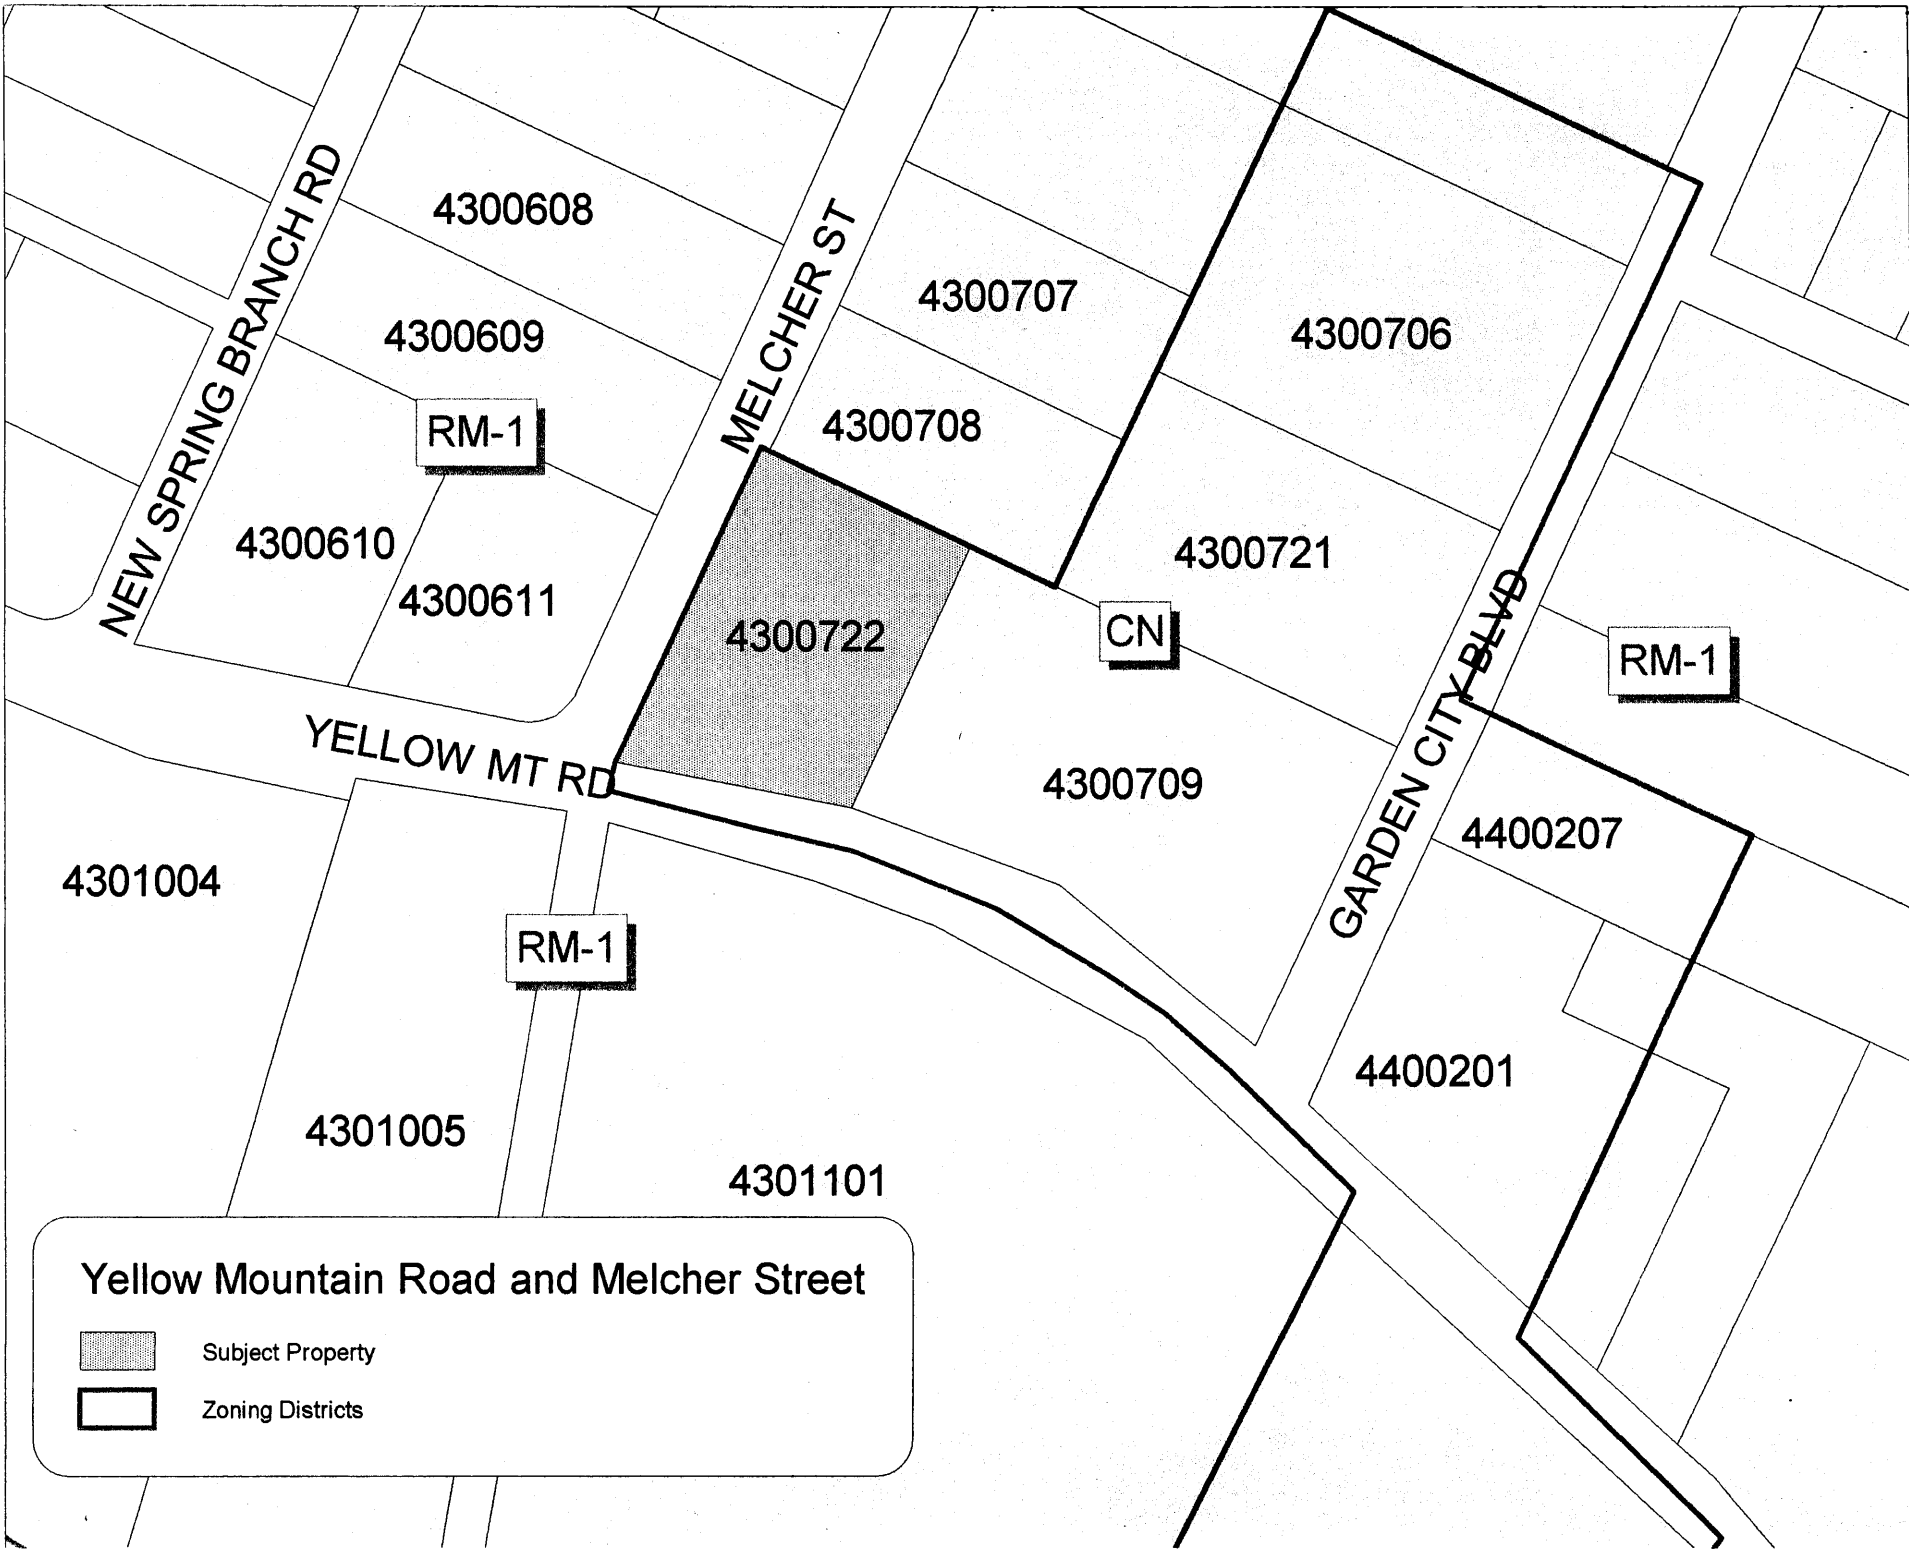 NEW SPRING BRANCH RD
4300608
MELCHER ST
4300707
4300706
4300609
RM-1
4300708
4300610
4300611
4300721
4300722
CN
GARDEN CITY BLVD
RM-1
YELLOW MT RD
4300709
4400207
4301004
RM-1
4400201
4301005
4301101
Yellow Mountain Road and Melcher Street
Subject Property
Zoning Districts